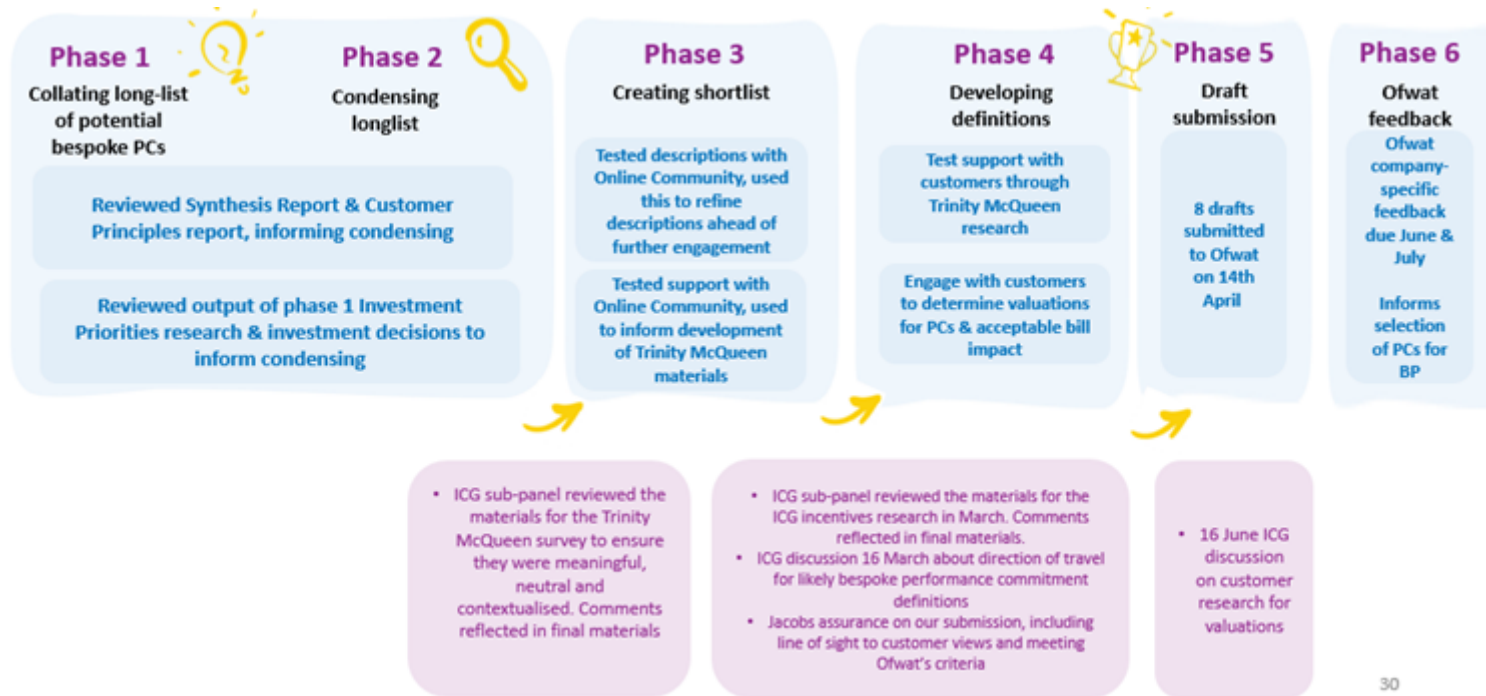 Phase 1
Collating long-list
of potential
bespoke PCs
Phase 2
Condensing
longlist
Reviewed Synthesis Report & Customer
Principles report, informing condensing
Reviewed output of phase 1 Investment
Priorities research & investment decisions to
inform condensing
Phase 3
Creating shortlist
Tested descriptions with
Online Community, used
this to refine
descriptions ahead of
further engagement
Tested support with
Online Community, used
to inform development
of Trinity McQueen
materials
Phase 4
Developing
definitions
Test support with
customers through
Trinity McQueen
research
Engage with customers
to determine valuations
for PCs & acceptable bill
impact
Phase 5
Draft
submission
8 drafts
submitted
to Ofwat
on 14th
April
Phase 6
Ofwat
feedback
Ofwat
company-
specific
feedback
due June &
July
Informs
selection
of PCs for
BP
• ICG sub-panel reviewed the
materials for the Trinity
McQueen survey to ensure
they were meaningful,
neutral and
contextualised. Comments
reflected in final materials
• ICG sub-panel reviewed the materials for the
ICG incentives research in March. Comments
reflected in final materials.
• ICG discussion 16 March about direction of travel
for likely bespoke performance commitment
definitions
• Jacobs assurance on our submission, including
line of sight to customer views and meeting
Ofwat's criteria
• 16 June ICG
discussion
on customer
research for
valuations
30